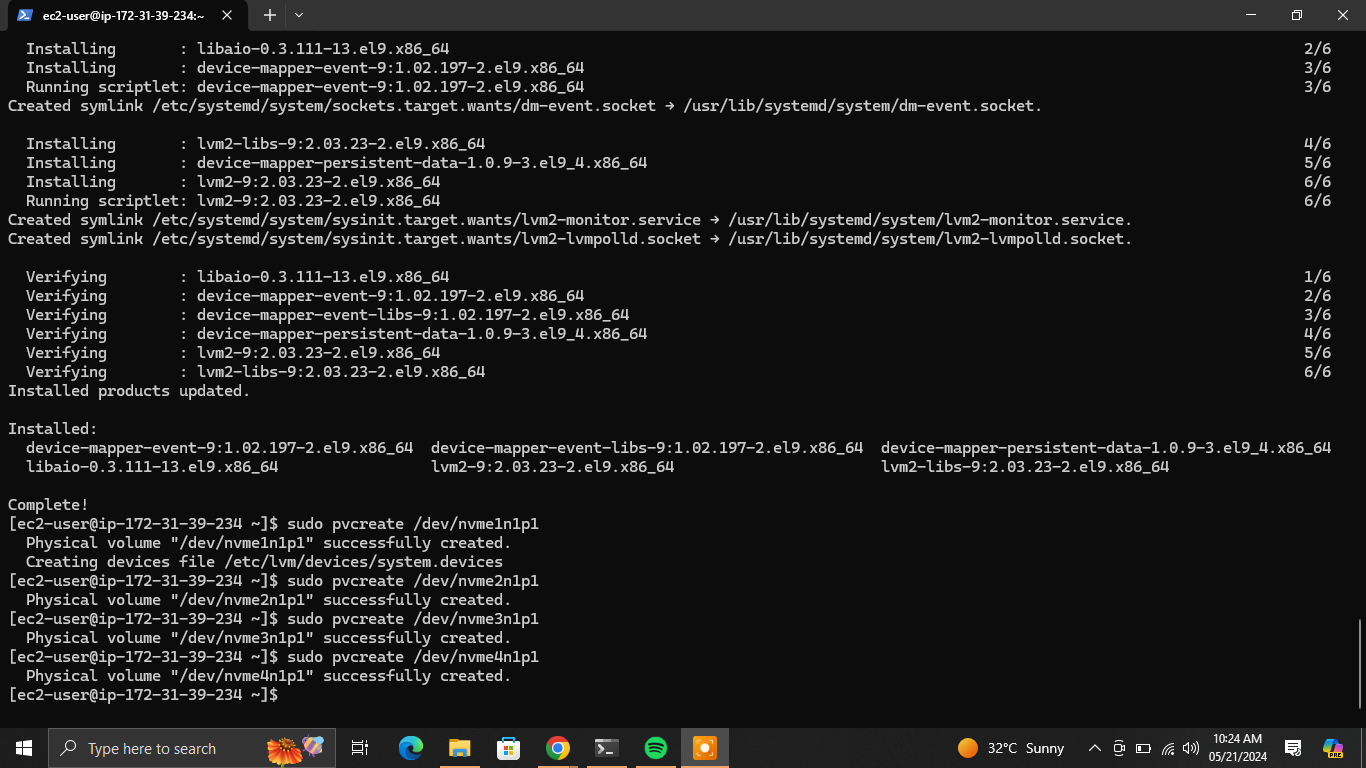 ec2-user@ip-172-31-39-234:~
Installing : libaio-0.3.111-13.el9.x86_64 2/6
Installing : device-mapper-event-9:1.02.197-2.el9.x86_64 3/6
Running scriptlet: device-mapper-event-9:1.02.197-2.el9.x86_64 3/6
Created symlink /etc/systemd/system/sockets.target.wants/dm-event.socket → /usr/lib/systemd/system/dm-event.socket.
Installing : lvm2-libs-9:2.03.23-2.el9.x86_64 4/6
Installing : device-mapper-persistent-data-1.0.9-3.el9_4.x86_64 5/6
Installing : lvm2-9:2.03.23-2.el9.x86_64 6/6
Running scriptlet: lvm2-9:2.03.23-2.el9.x86_64 6/6
Created symlink /etc/systemd/system/sysinit.target.wants/lvm2-monitor.service → /usr/lib/systemd/system/lvm2-monitor.service.
Created symlink /etc/systemd/system/sysinit.target.wants/lvm2-lvmpolld.socket → /usr/lib/systemd/system/lvm2-lvmpolld.socket.
Verifying : libaio-0.3.111-13.el9.x86_64 1/6
Verifying : device-mapper-event-9:1.02.197-2.el9.x86_64 2/6
Verifying : device-mapper-event-libs-9:1.02.197-2.el9.x86_64 3/6
Verifying : device-mapper-persistent-data-1.0.9-3.el9_4.x86_64 4/6
Verifying : lvm2-9:2.03.23-2.el9.x86_64 5/6
Verifying : lvm2-libs-9:2.03.23-2.el9.x86_64 6/6
Installed products updated.
Installed:
device-mapper-event-9:1.02.197-2.el9.x86_64 device-mapper-event-libs-9:1.02.197-2.el9.x86_64 device-mapper-persistent-data-1.0.9-3.el9_4.x86_64
libaio-0.3.111-13.el9.x86_64 lvm2-9:2.03.23-2.el9.x86_64 lvm2-libs-9:2.03.23-2.el9.x86_64
Complete!
[ec2-user@ip-172-31-39-234 ~]$ sudo pvcreate /dev/nvme1n1p1
Physical volume "/dev/nvme1n1p1" successfully created.
Creating devices file /etc/lvm/devices/system.devices
[ec2-user@ip-172-31-39-234 ~]$ sudo pvcreate /dev/nvme2n1p1
Physical volume "/dev/nvme2n1p1" successfully created.
[ec2-user@ip-172-31-39-234 ~]$ sudo pvcreate /dev/nvme3n1p1
Physical volume "/dev/nvme3n1p1" successfully created.
[ec2-user@ip-172-31-39-234 ~]$ sudo pvcreate /dev/nvme4n1p1
Physical volume "/dev/nvme4n1p1" successfully created.
[ec2-user@ip-172-31-39-234 ~]$
Type here to search
32°C Sunny
10:24 AM
05/21/2024
PRE